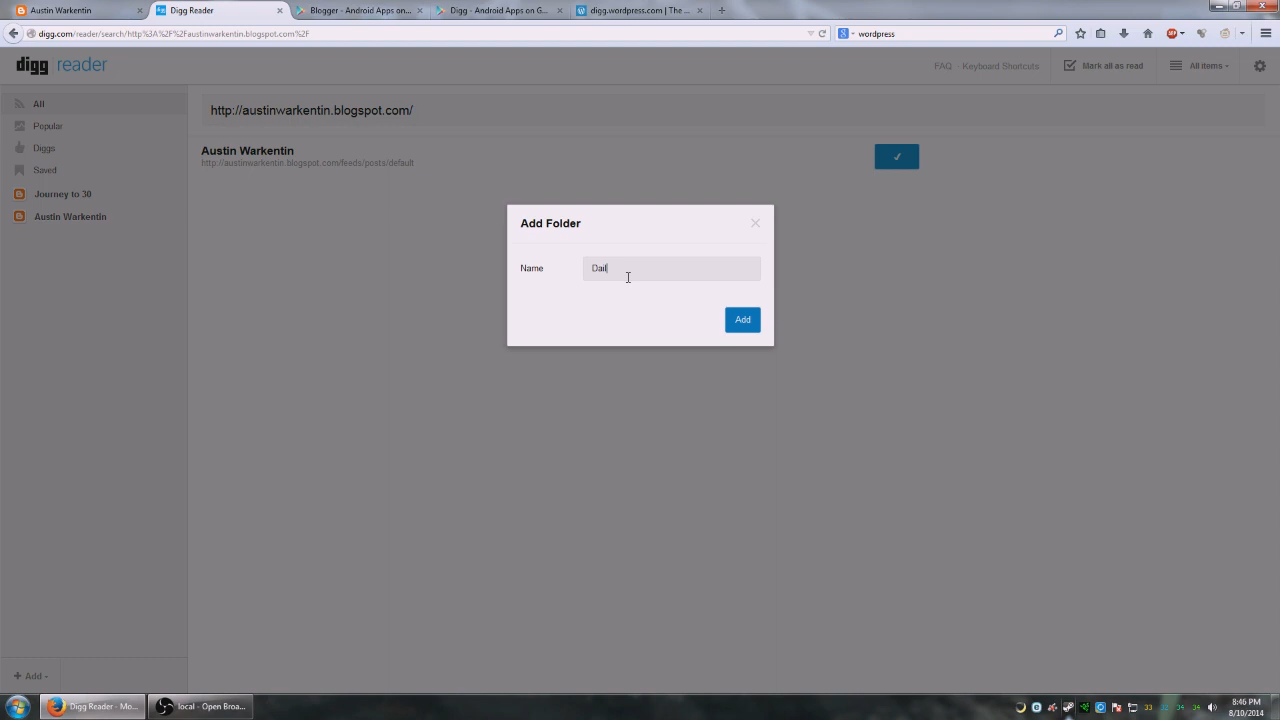 Austin Warkentin
Digg Reader
Blogger - Android Apps on...
Digg - Android Apps on G...
digg.wordpress.com | The ...
digg.com/reader/search/http%3A%2F%2Faustinwarkentin.blogspot.com%2F
wordpress
digg reader
FAQ - Keyboard Shortcuts
Mark all as read
All items
All
Popular
Diggs
Saved
Journey to 30
Austin Warkentin
http://austinwarkentin.blogspot.com/
Austin Warkentin
http://austinwarkentin.blogspot.com/feeds/posts/default
Add Folder
Name
Dail
Add
+ Add
Digg Reader - Mo...
local - Open Broa...
33 32 34 34
8:46 PM
8/10/2014